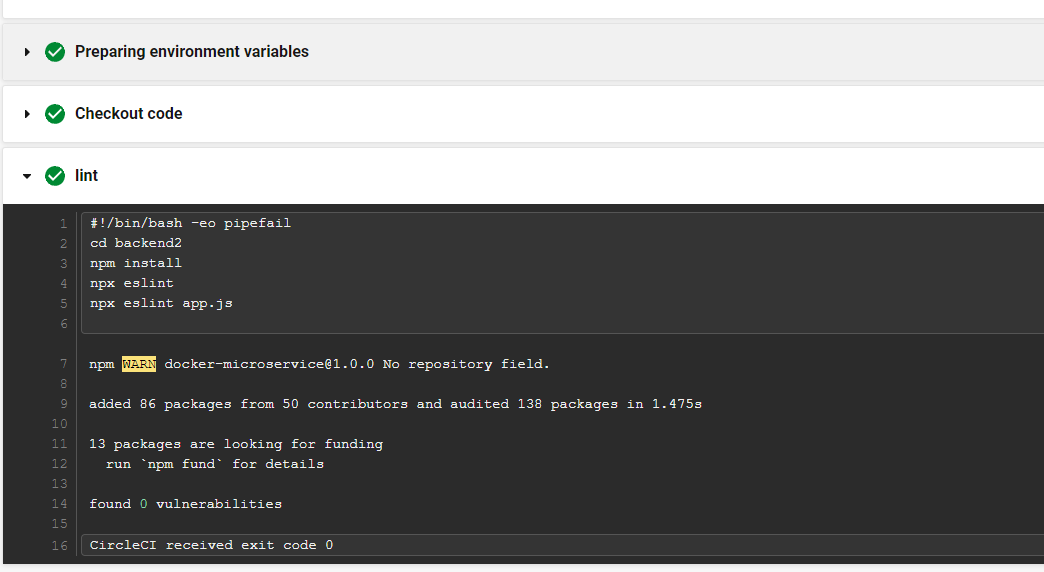 Preparing environment variables
Checkout code
lint
1 #!/bin/bash -eo pipefail
2 cd backend2
3 npm install
4 npx eslint
5 npx eslint app.js
6
7 npm WARN docker-microservice@1.0.0 No repository field.
8
9 added 86 packages from 50 contributors and audited 138 packages in 1.475s
10
11 13 packages are looking for funding
12 run `npm fund` for details
13
14 found 0 vulnerabilities
15
16 CircleCI received exit code 0